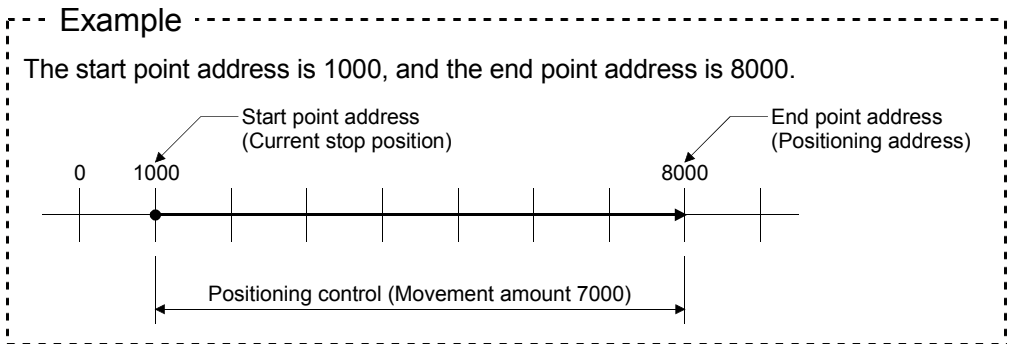 Example
The start point address is 1000, and the end point address is 8000.
Start point address
(Current stop position)
End point address
(Positioning address)
0 1000 8000
Positioning control (Movement amount 7000)